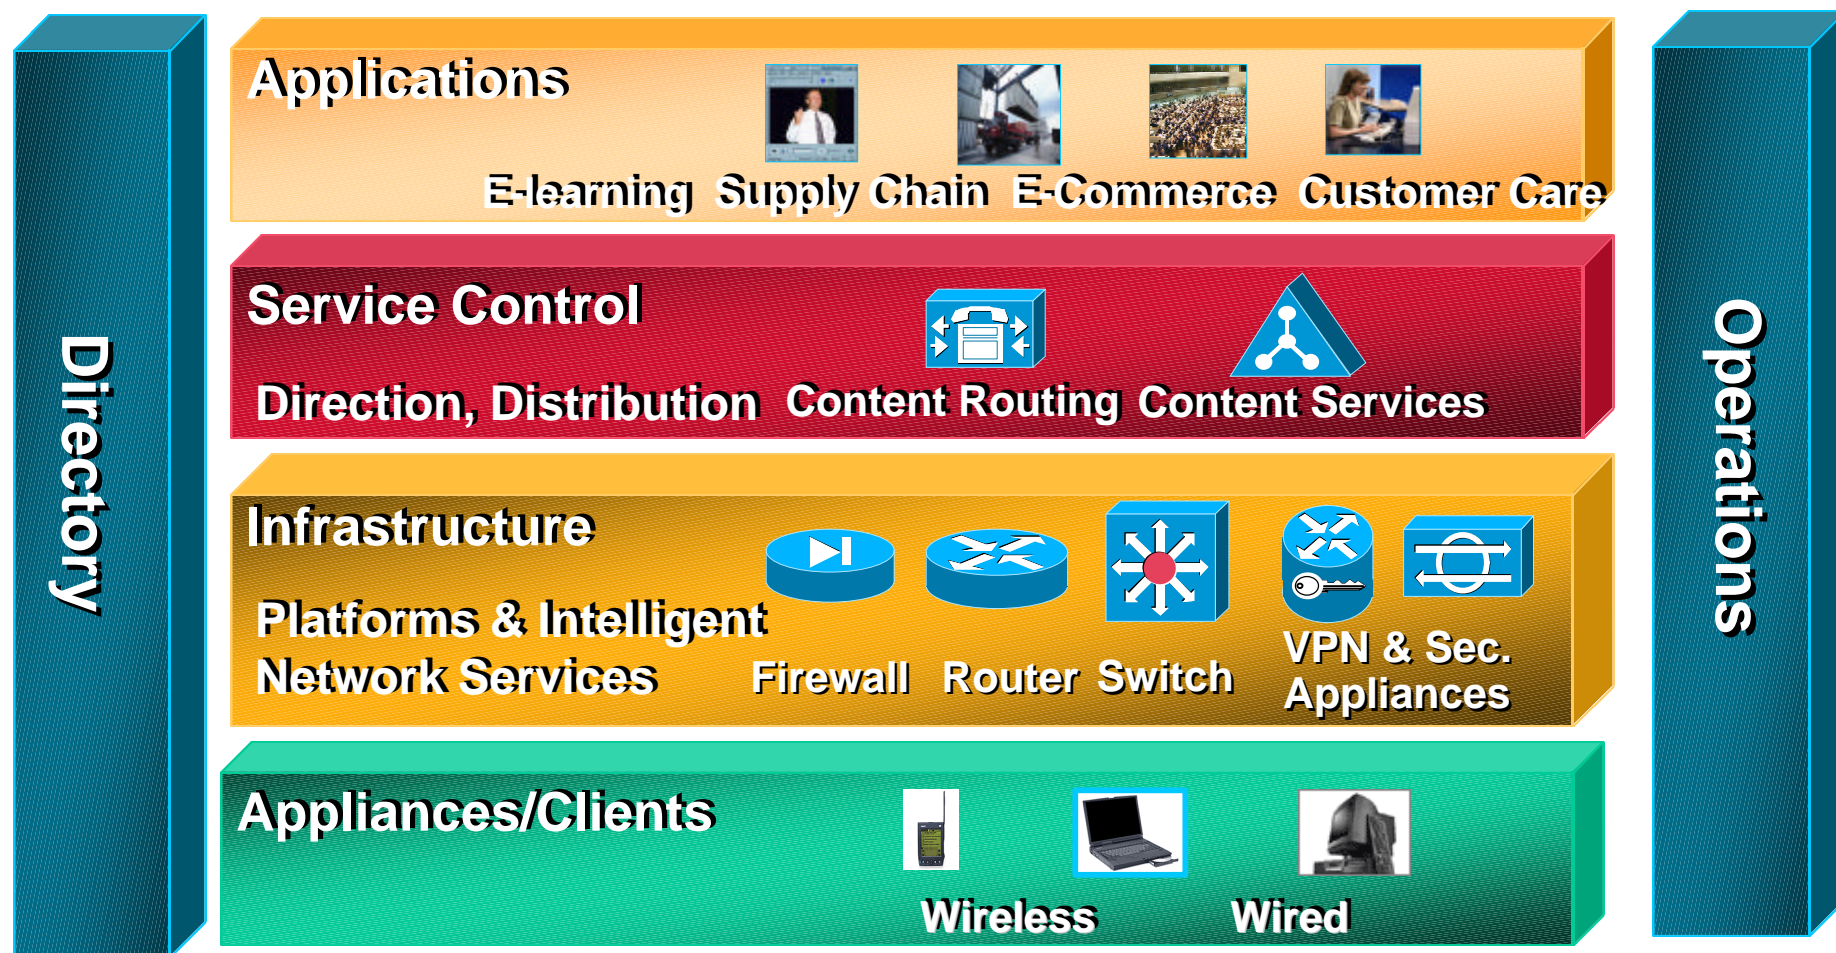 Directory
Applications
E-learning Supply Chain E-Commerce Customer Care
Service Control
Direction, Distribution Content Routing Content Services
Infrastructure
Platforms & Intelligent
Network Services
Firewall Router Switch
VPN & Sec.
Appliances
Appliances/Clients
Wireless Wired
Operations